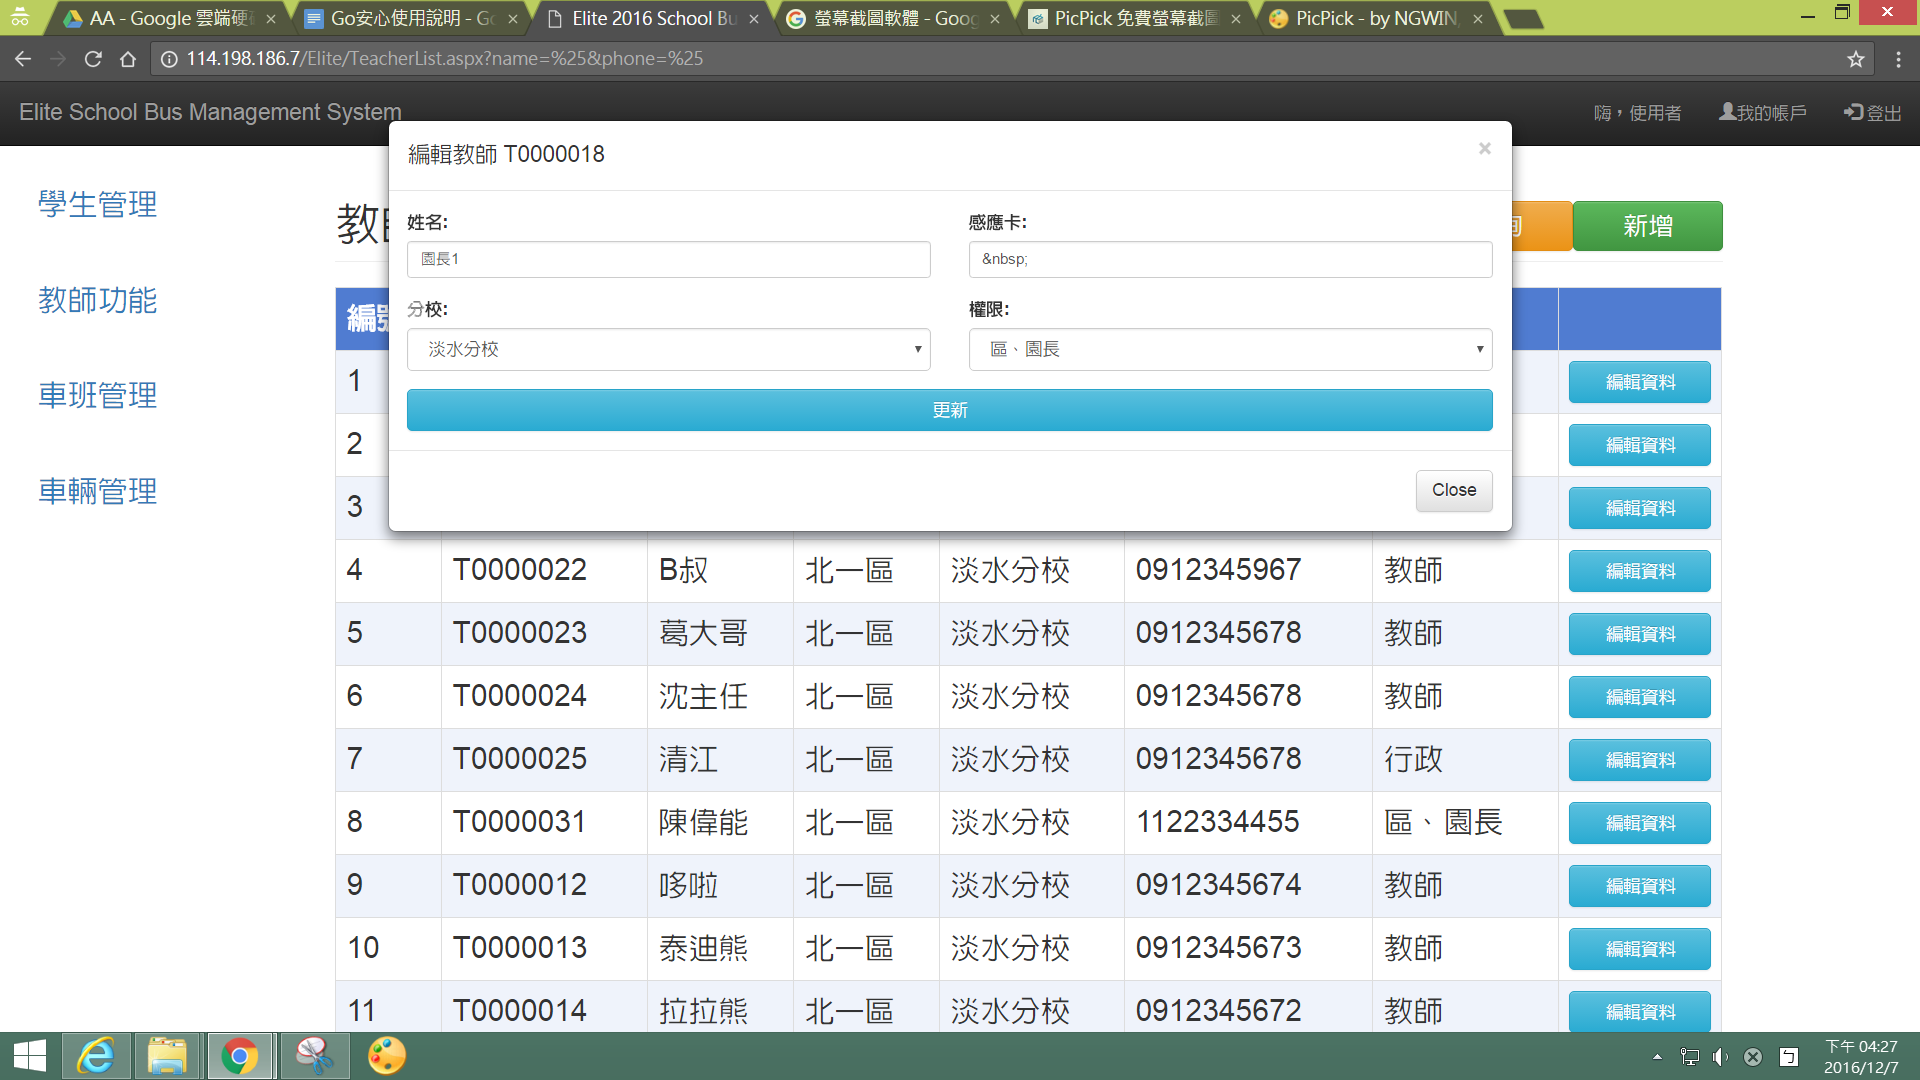 AA - Google 雲端硬
Go安心使用說明 - Go
Elite 2016 School Bu
螢幕截圖軟體 - Goog
PicPick 免費螢幕截圖
PicPick - by NGWIN,
114.198.186.7/Elite/TeacherList.aspx?name=%25&phone=%25
Elite School Bus Management System
嗨，使用者
我的帳戶
登出
學生管理
教師功能
車班管理
車輛管理
新增
編輯教師 T0000018
×
姓名:
感應卡:
園長1
&nbsp;
分校:
權限:
淡水分校
區、園長
更新
Close
1 編輯資料
2 編輯資料
3 編輯資料
4 T0000022 B叔 北一區 淡水分校 0912345967 教師 編輯資料
5 T0000023 葛大哥 北一區 淡水分校 0912345678 教師 編輯資料
6 T0000024 沈主任 北一區 淡水分校 0912345678 教師 編輯資料
7 T0000025 清江 北一區 淡水分校 0912345678 行政 編輯資料
8 T0000031 陳偉能 北一區 淡水分校 1122334455 區、園長 編輯資料
9 T0000012 哆啦 北一區 淡水分校 0912345674 教師 編輯資料
10 T0000013 泰迪熊 北一區 淡水分校 0912345673 教師 編輯資料
11 T0000014 拉拉熊 北一區 淡水分校 0912345672 教師 編輯資料
下午 04:27
2016/12/7